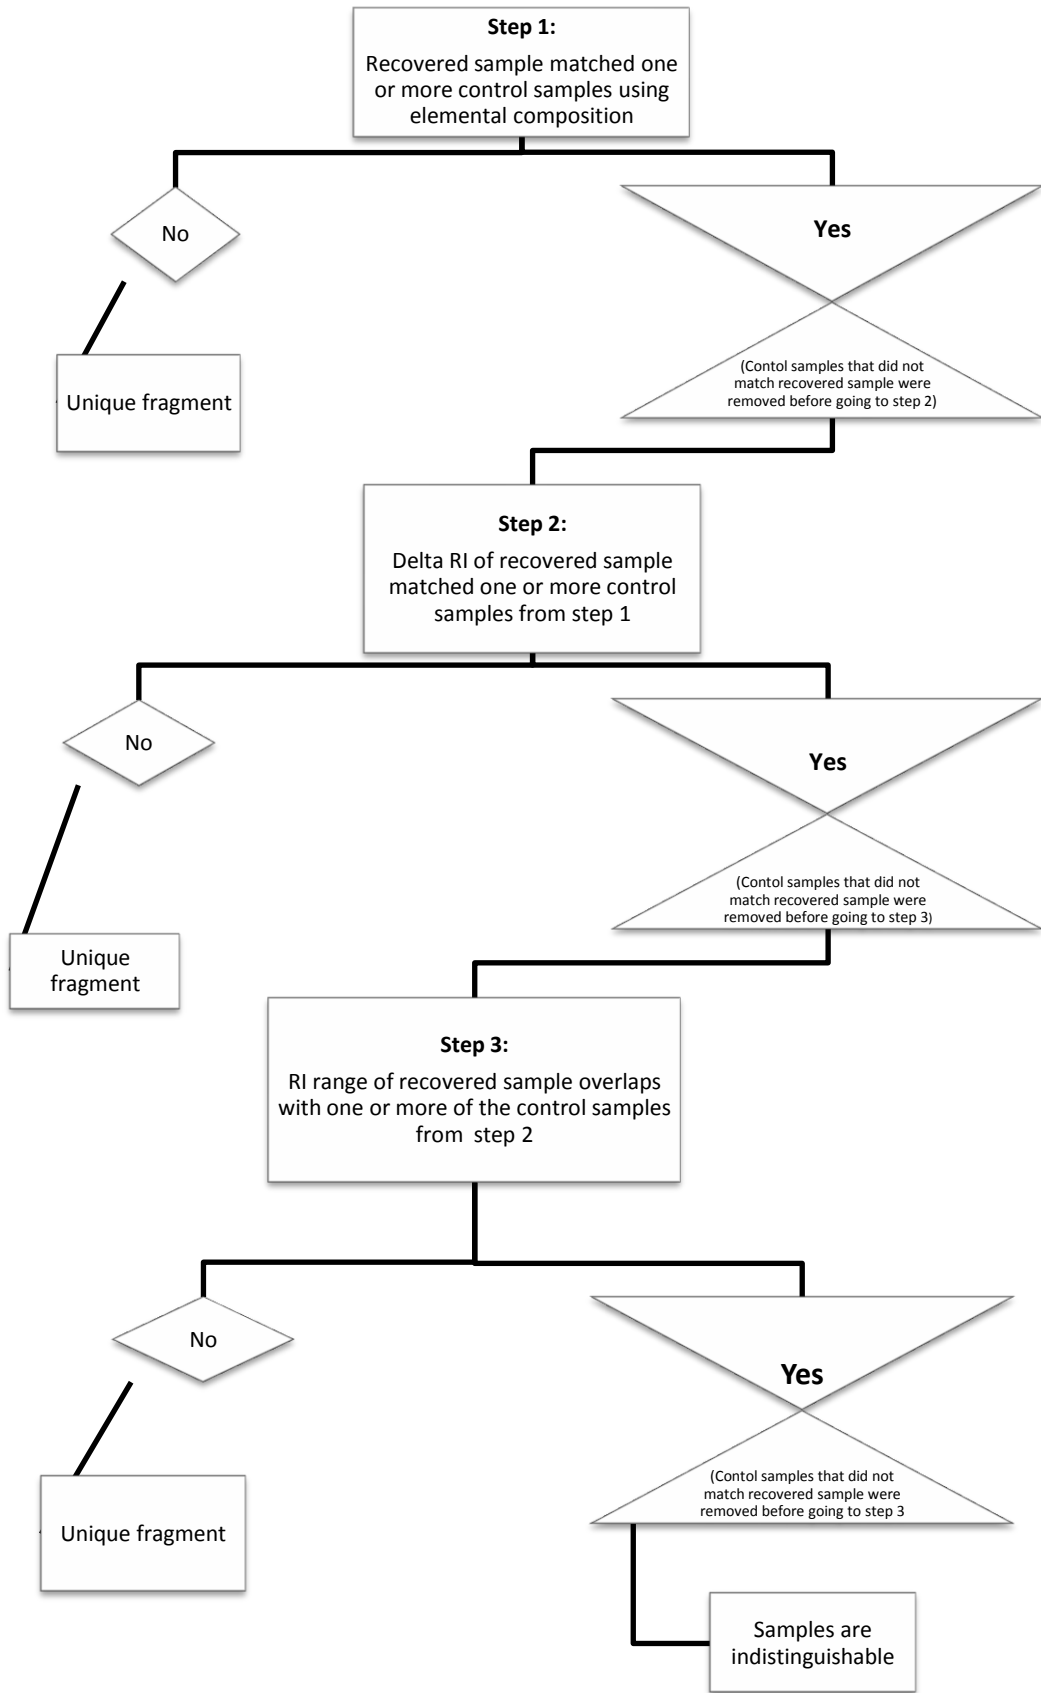 Step 1:
Recovered sample matched one
or more control samples using
elemental composition
No
Yes
(Contol samples that did not
match recovered sample were
removed before going to step 2)
Unique fragment
Step 2:
Delta RI of recovered sample
matched one or more control
samples from step 1
No
Yes
(Contol samples that did not
match recovered sample were
removed before going to step 3)
Unique
fragment
Step 3:
RI range of recovered sample overlaps
with one or more of the control samples
from step 2
No
Yes
(Contol samples that did not
match recovered sample were
removed before going to step 3
Unique fragment
Samples are
indistinguishable